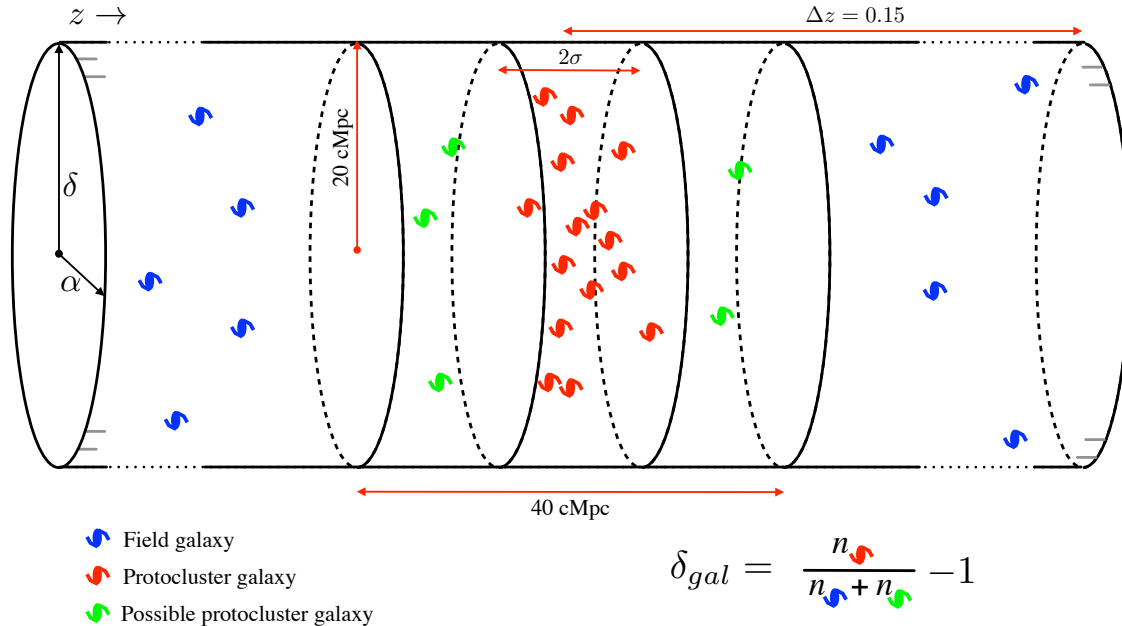 z →
Δz = 0.15
2σ
20 cMpc
δ
α
40 cMpc
Field galaxy
Protocluster galaxy
Possible protocluster galaxy
δ_gal = n / (n + n) − 1